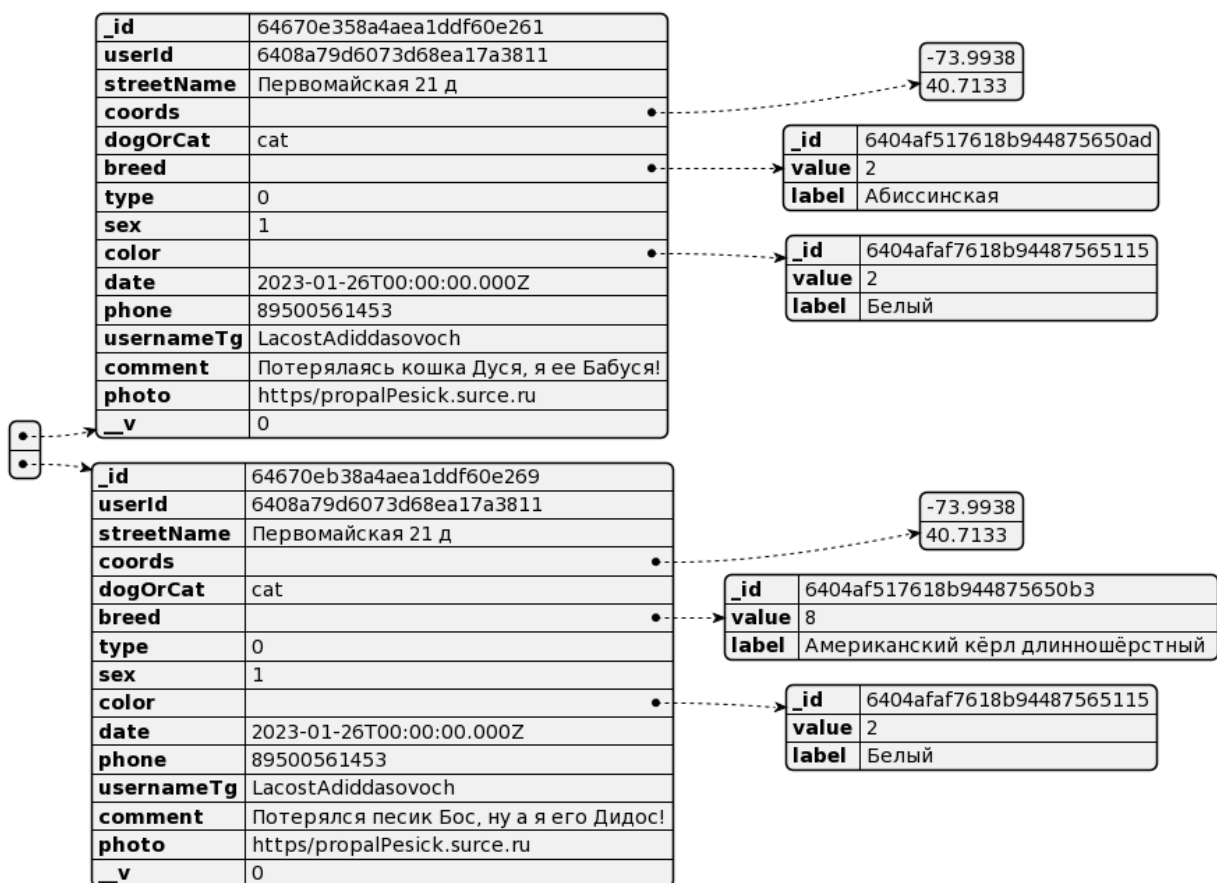 _id 64670e358a4aea1ddf60e261
userId 6408a79d6073d68ea17a3811
streetName Первомайская 21 д
coords
-73.9938
40.7133
dogOrCat cat
breed
_id 6404af517618b944875650ad
value 2
label Абиссинская
type 0
sex 1
color
_id 6404afaf7618b94487565115
value 2
label Белый
date 2023-01-26T00:00:00.000Z
phone 89500561453
usernameTg LacostAdiddasovoch
comment Потерялаясь кошка Дуся, я ее Бабуся!
photo https/propalPesick.surce.ru
__v 0
_id 64670eb38a4aea1ddf60e269
userId 6408a79d6073d68ea17a3811
streetName Первомайская 21 д
coords
-73.9938
40.7133
dogOrCat cat
breed
_id 6404af517618b944875650b3
value 8
label Американский кёрл длинношёрстный
type 0
sex 1
color
_id 6404afaf7618b94487565115
value 2
label Белый
date 2023-01-26T00:00:00.000Z
phone 89500561453
usernameTg LacostAdiddasovoch
comment Потерялся песик Бос, ну а я его Дидос!
photo https/propalPesick.surce.ru
__v 0